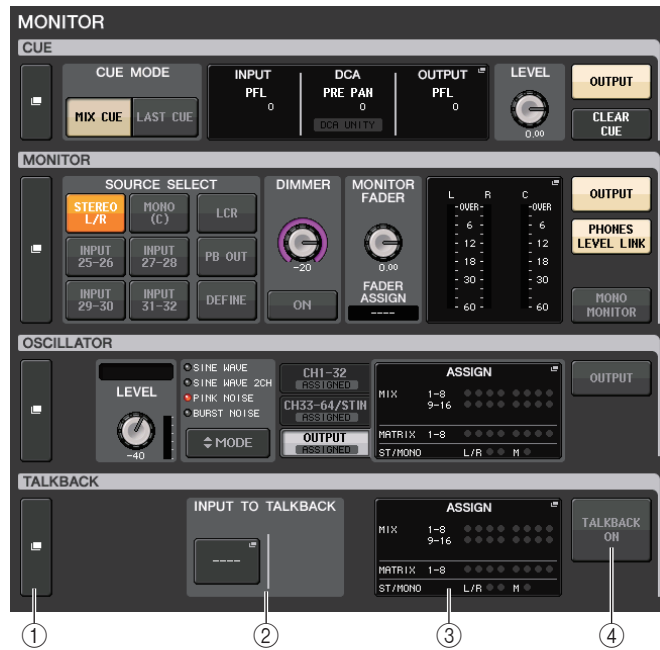 MONITOR
CUE
CUE MODE
MIX CUE
LAST CUE
INPUT
PFL
0
DCA
PRE PAN
0
DCA UNITY
OUTPUT
PFL
0
LEVEL
0.00
OUTPUT
CLEAR
CUE
MONITOR
SOURCE SELECT
STEREO
L/R
MONO
(C)
LCR
INPUT
25-26
INPUT
27-28
PB OUT
INPUT
29-30
INPUT
31-32
DEFINE
DIMMER
-20
ON
MONITOR
FADER
0.00
FADER
ASSIGN
----
L R C
-OVER- -OVER
- 6 - - 6
- 12 - - 12
- 18 - - 18
- 30 - - 30
- 60 - - 60
OUTPUT
PHONES
LEVEL LINK
MONO
MONITOR
OSCILLATOR
LEVEL
-40
SINE WAVE
SINE WAVE 2CH
PINK NOISE
BURST NOISE
MODE
CH1-32
ASSIGNED
CH33-64/STIN
ASSIGNED
OUTPUT
ASSIGNED
ASSIGN
MIX 1-8
9-16
MATRIX 1-8
ST/MONO L/R M
OUTPUT
TALKBACK
INPUT TO TALKBACK
----
ASSIGN
MIX 1-8
9-16
MATRIX 1-8
ST/MONO L/R M
TALKBACK
ON
① ② ③ ④